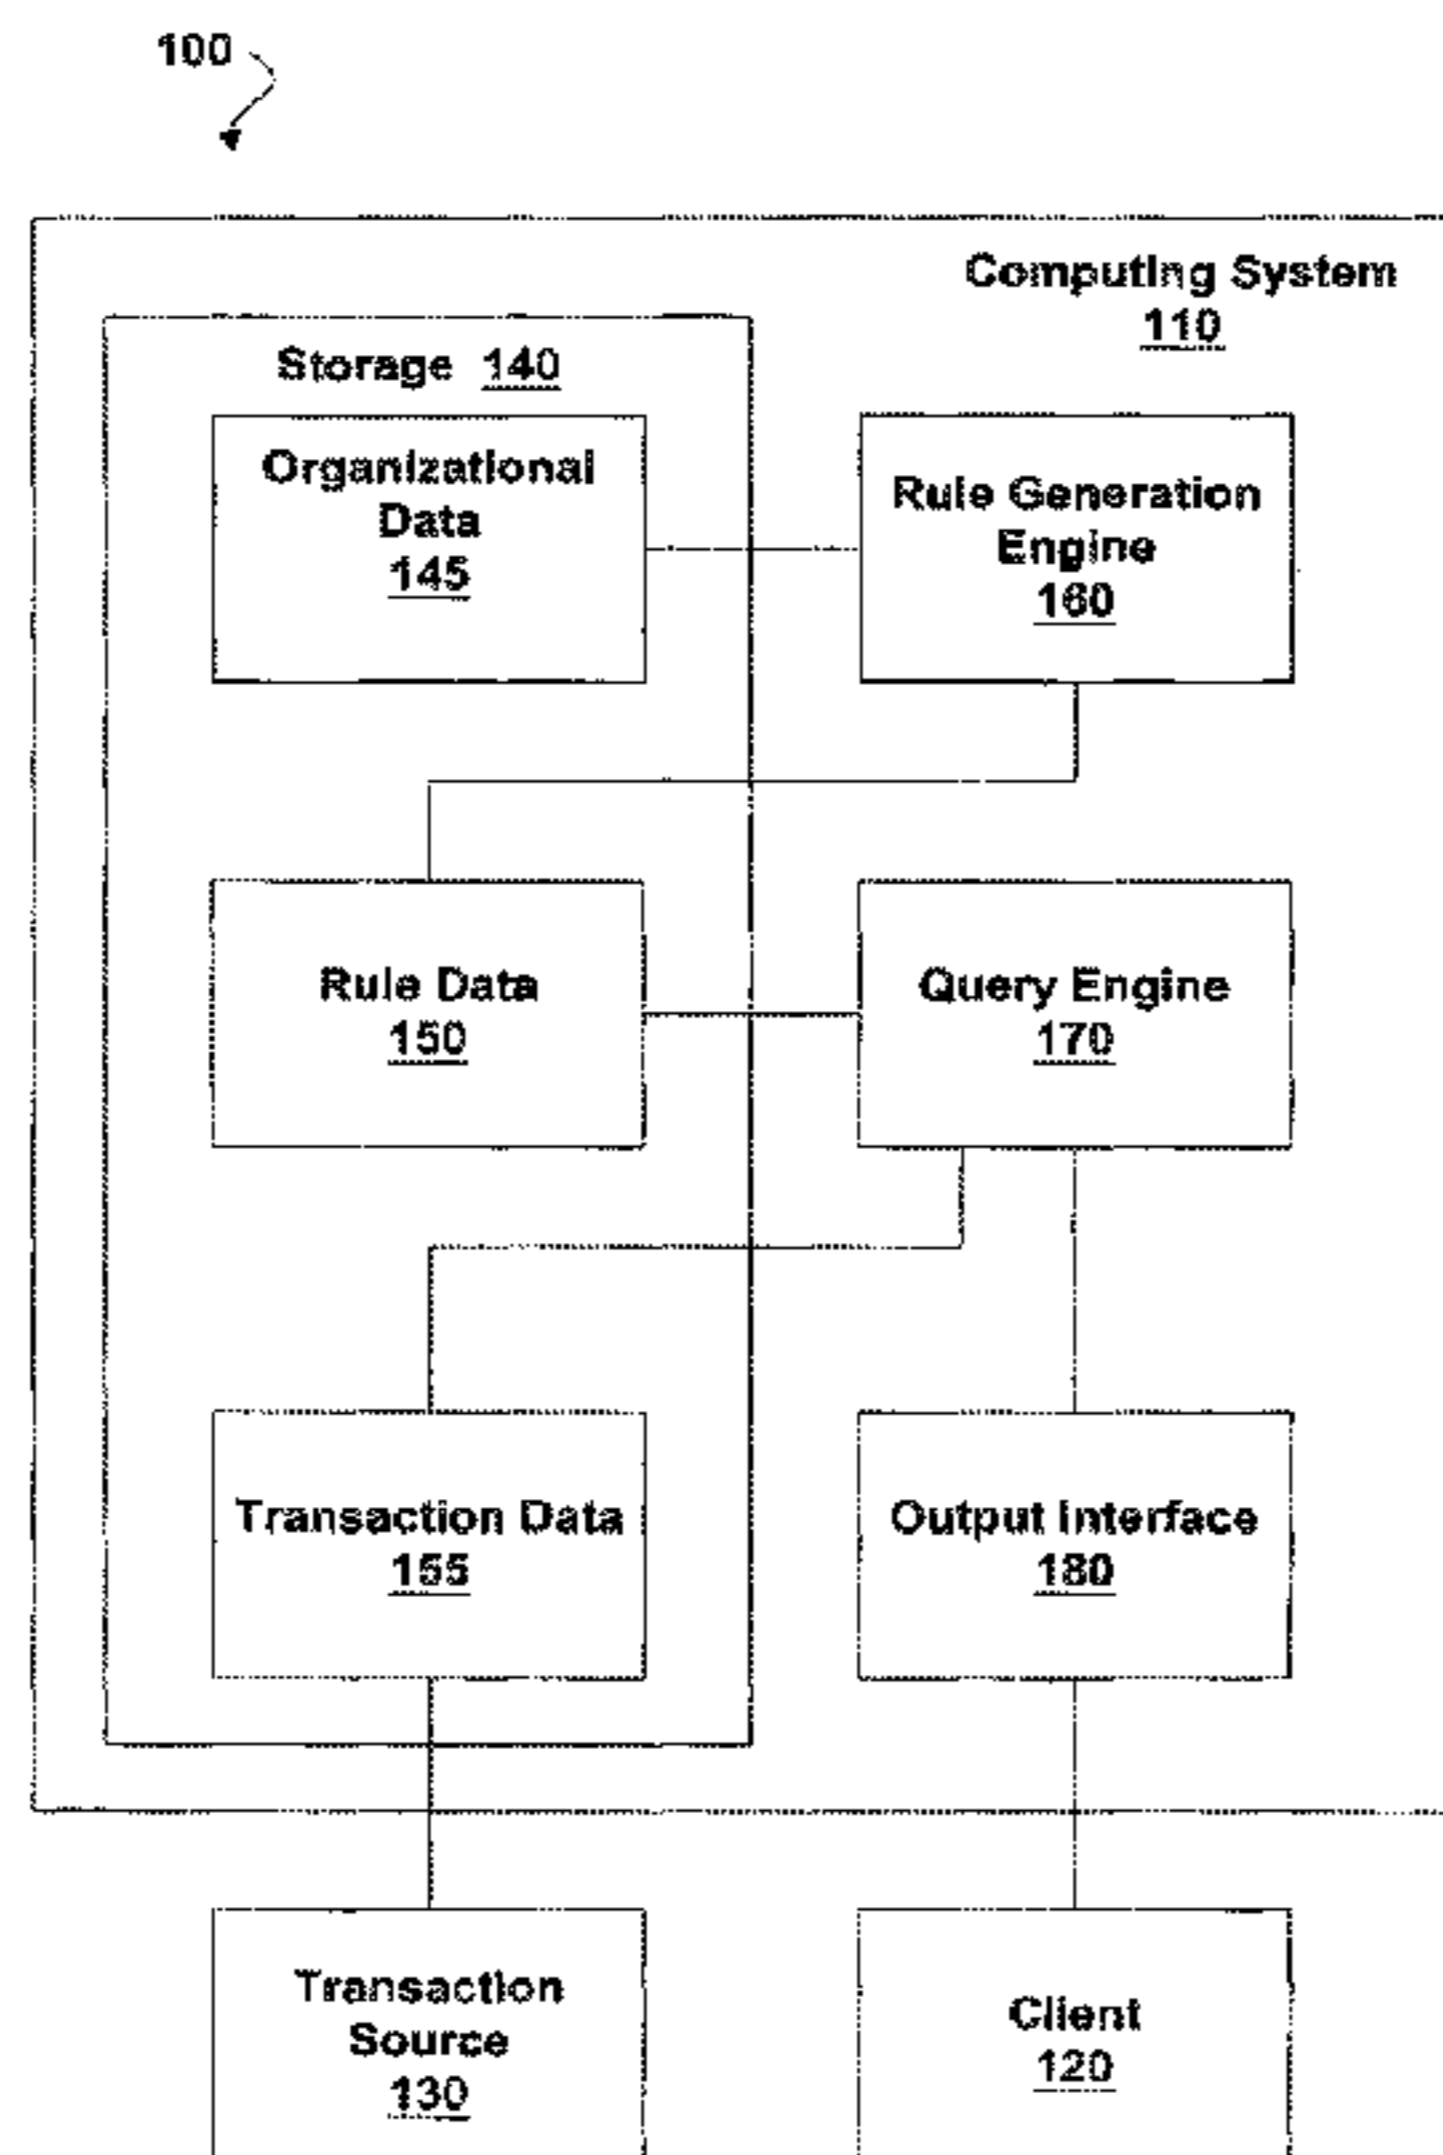 100
Computing System
110
Storage 140
Organizational
Data
145
Rule Generation
Engine
160
Rule Data
150
Query Engine
170
Transaction Data
155
Output Interface
180
Transaction
Source
130
Client
120